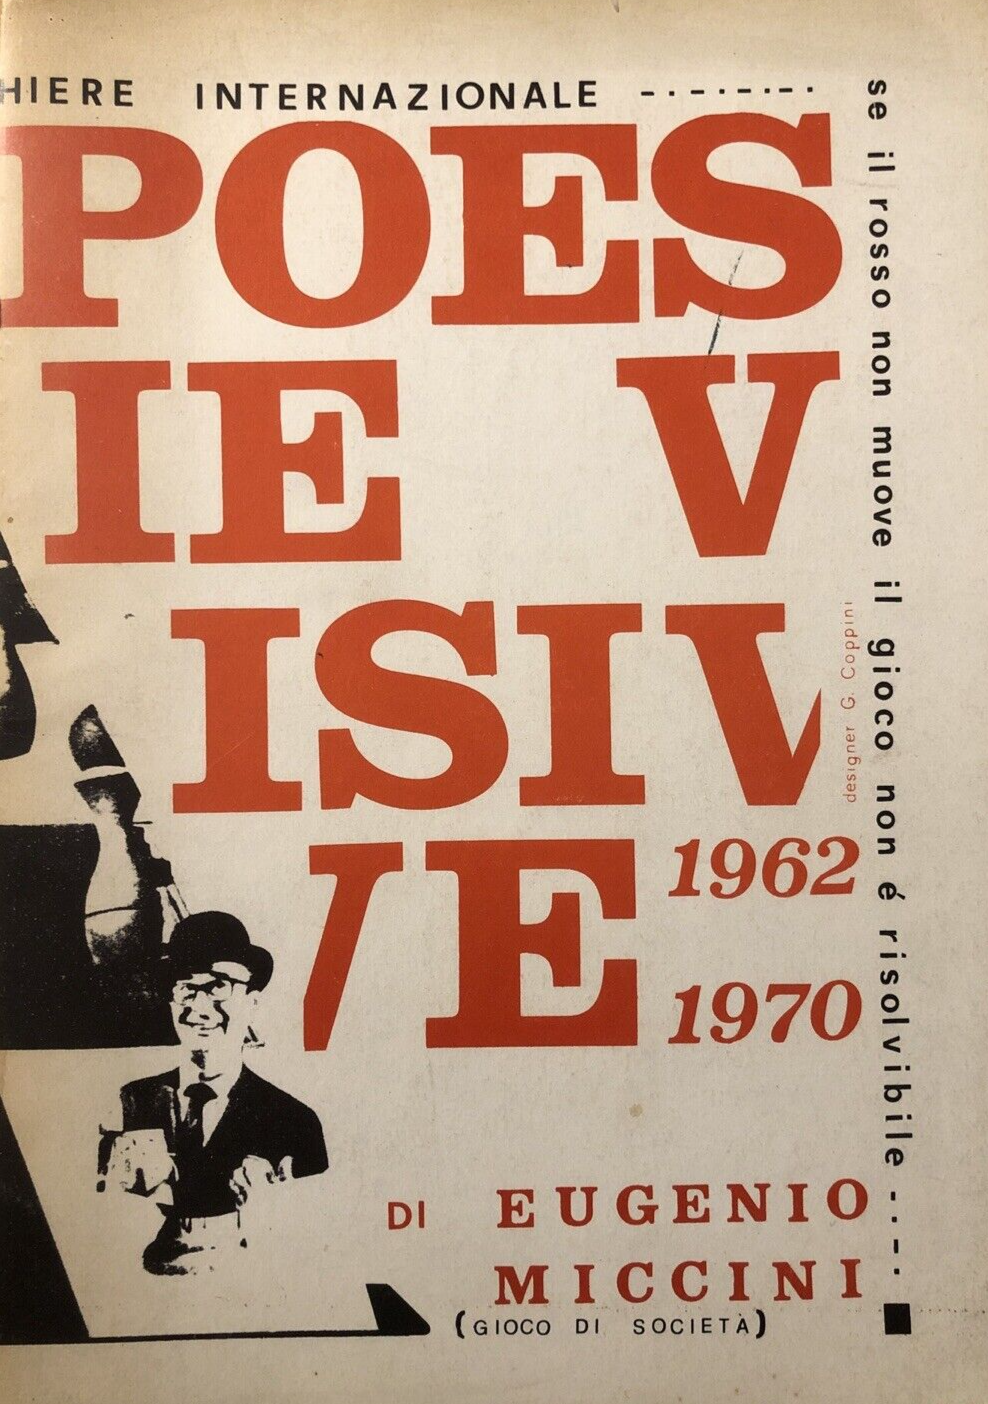 HIERE INTERNAZIONALE -.-.-.-.
POES
IE V
ISIV
VE
1962
1970
DI EUGENIO
MICCINI
(GIOCO DI SOCIETÀ)
designer G. Coppini
se il rosso non muove il gioco non é risolvibile -.-.-.